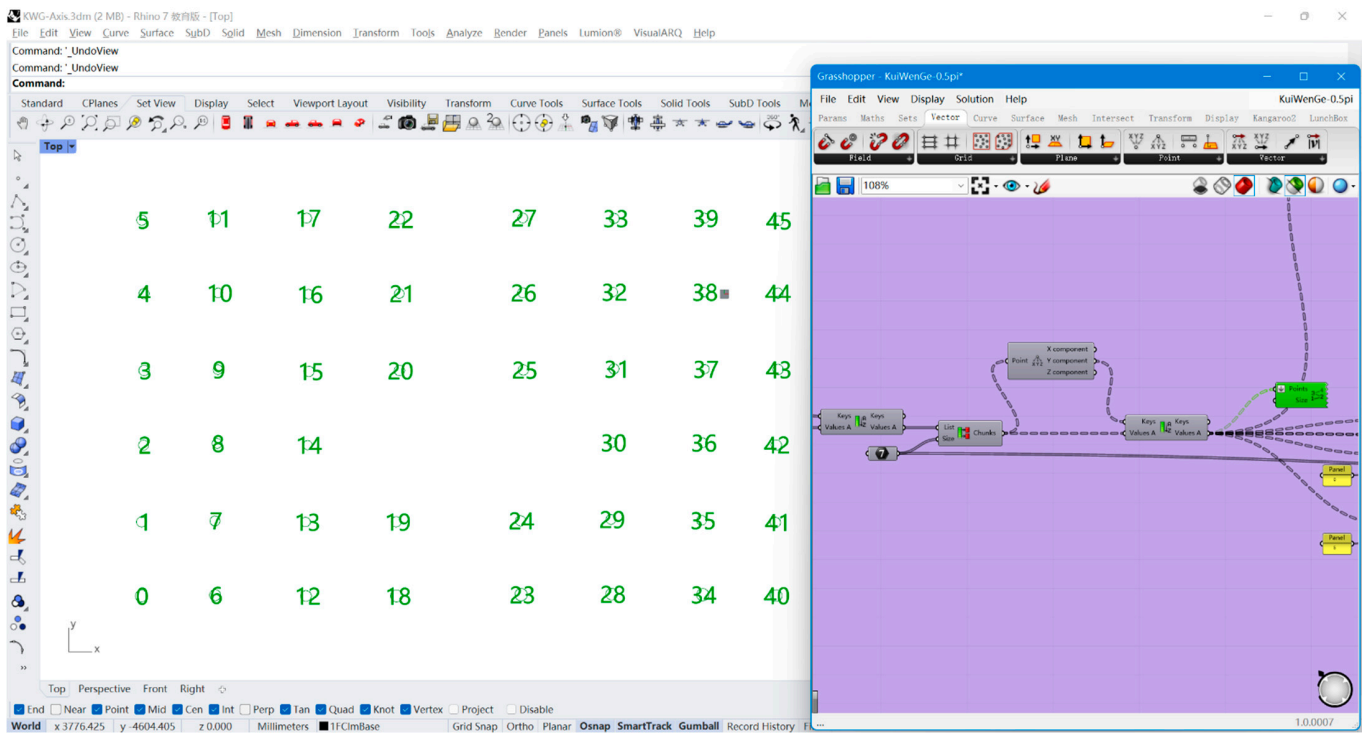 KWG-Axis.3dm (2 MB) - Rhino 7 教育版 - [Top]
File Edit View Curve Surface SubD Solid Mesh Dimension Transform Tools Analyze Render Panels Lumion® VisualARQ Help
Command: '_UndoView
Command: '_UndoView
Command:
Standard CPlanes Set View Display Select Viewport Layout Visibility Transform Curve Tools Surface Tools Solid Tools SubD Tools
Top
5 11 17 22 27 33 39 45
4 10 16 21 26 32 38 44
3 9 15 20 25 31 37 43
2 8 14 30 36 42
1 7 13 19 24 29 35 41
0 6 12 18 23 28 34 40
y
x
Top Perspective Front Right
End Near Point Mid Cen Int Perp Tan Quad Knot Vertex Project Disable
World x 3776.425 y -4604.405 z 0.000 Millimeters 1FClmBase Grid Snap Ortho Planar Osnap SmartTrack Gumball Record History
Grasshopper - KuiWenGe-0.5pi*
File Edit View Display Solution Help KuiWenGe-0.5pi
Params Maths Sets Vector Curve Surface Mesh Intersect Transform Display Kangaroo2 LunchBox
Field Grid Plane Point Vector
108%
X component
Point Y component
Z component
Points
Size
Keys Keys
Values A Values A
List
Size Chunks
7
Keys Keys
Values A Values A
Panel
Panel
1.0.0007